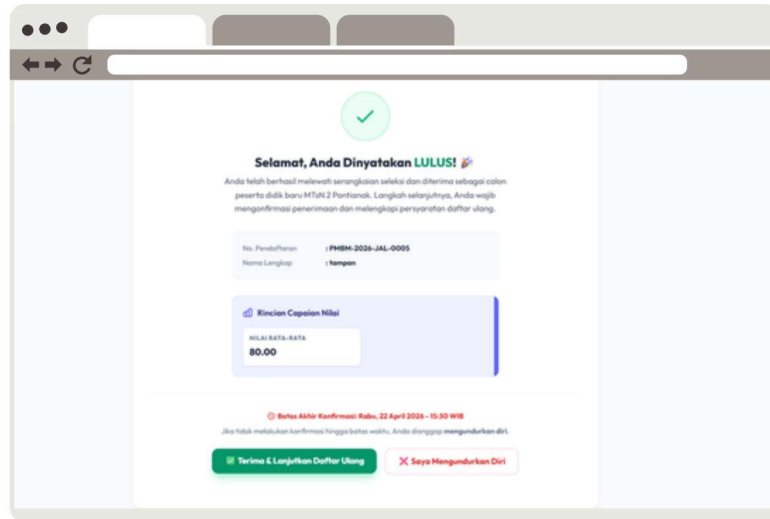 Selamat, Anda Dinyatakan LULUS! 🎉
Anda telah berhasil melewati serangkaian seleksi dan diterima sebagai calon
peserta didik baru MTsN 2 Pontianak. Langkah selanjutnya, Anda wajib
mengonfirmasi penerimaan dan melengkapi persyaratan daftar ulang.
No. Pendaftaran : PMBM-2026-JAL-0005
Nama Lengkap : tampan
Rincian Capaian Nilai
NILAI RATA-RATA
80.00
Batas Akhir Konfirmasi: Rabu, 22 April 2026 - 15:30 WIB
Jika tidak melakukan konfirmasi hingga batas waktu, Anda dianggap mengundurkan diri.
✅ Terima & Lanjutkan Daftar Ulang
❌ Saya Mengundurkan Diri